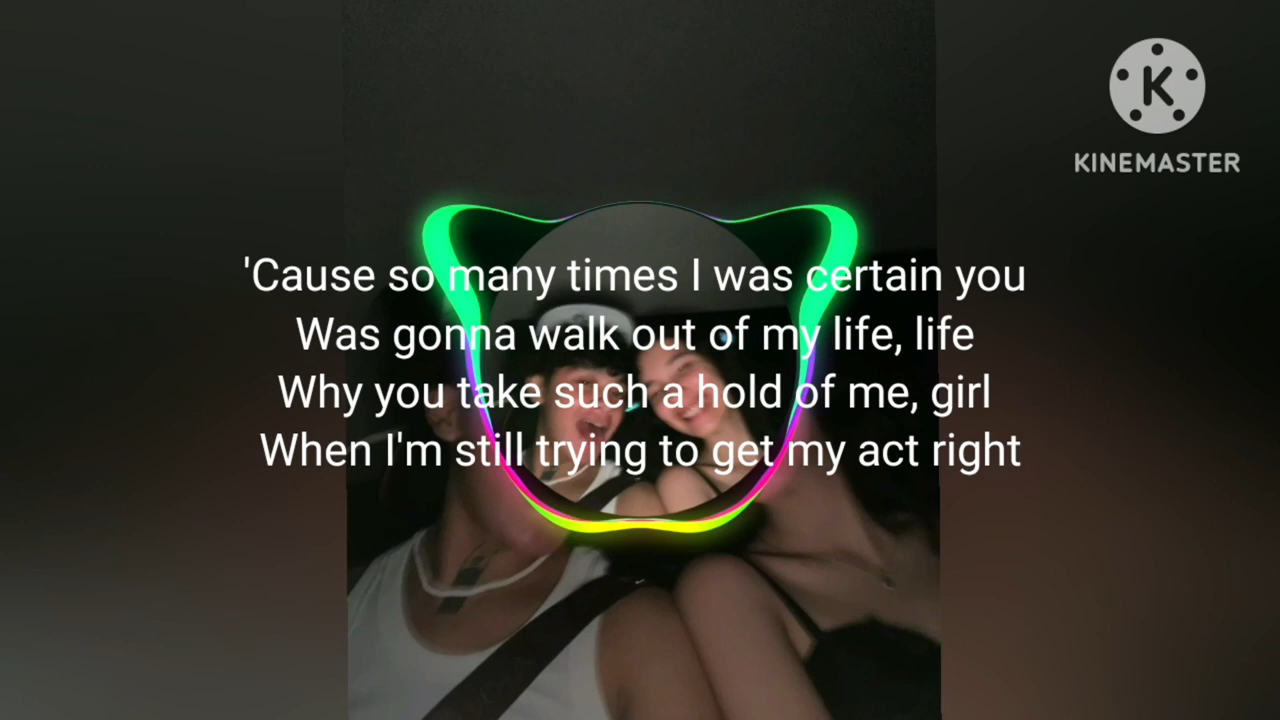 K
KINEMASTER
'Cause so many times I was certain you
Was gonna walk out of my life, life
Why you take such a hold of me, girl
When I'm still trying to get my act right